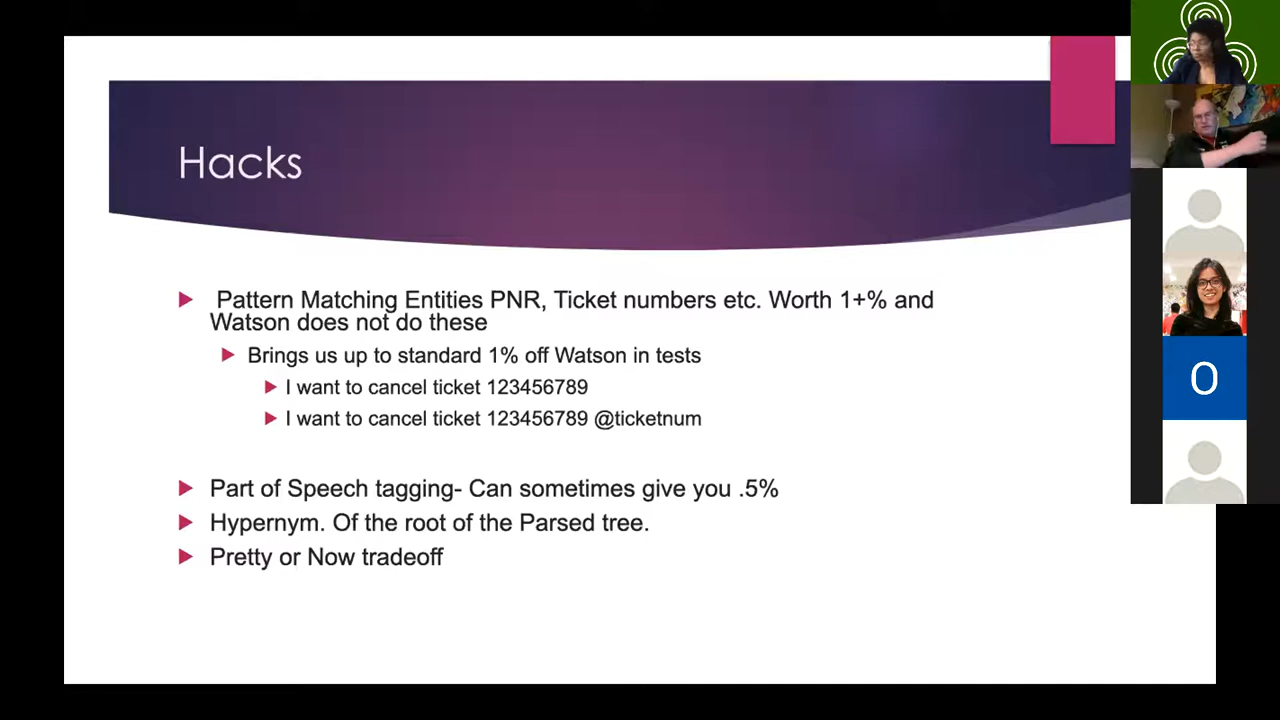 Hacks
Pattern Matching Entities PNR, Ticket numbers etc. Worth 1+% and
Watson does not do these
Brings us up to standard 1% off Watson in tests
I want to cancel ticket 123456789
I want to cancel ticket 123456789 @ticketnum
Part of Speech tagging- Can sometimes give you .5%
Hypernym. Of the root of the Parsed tree.
Pretty or Now tradeoff
O